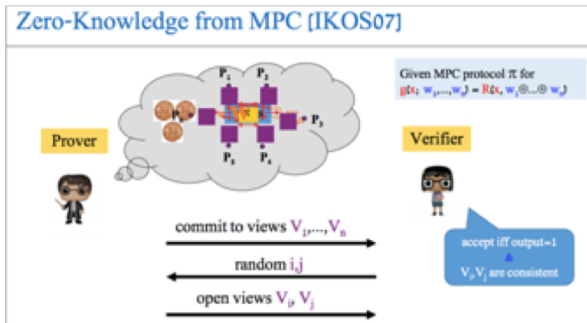 Zero-Knowledge from MPC [IKOS07]
P₁ P₂
Given MPC protocol π for
g(x; w₁,...,wₙ) = R(x, w₁⊕...⊕ wₙ)
π
P₃
Prover
P₅ P₄
Verifier
commit to views V₁,...,Vₙ
random i,j
open views Vᵢ, Vⱼ
accept iff output=1
&
Vᵢ,Vⱼ are consistent